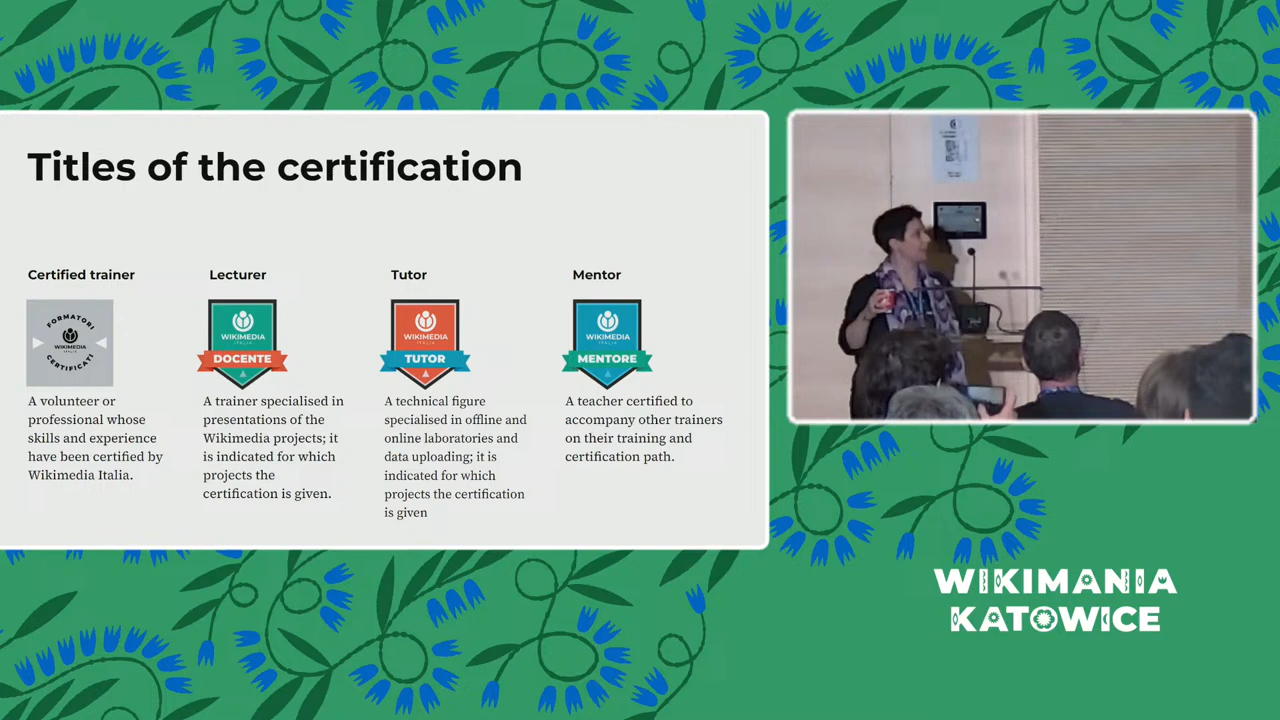 Titles of the certification
Certified trainer
FORMATORI
WIKIMEDIA
ITALIA
CERTIFICATI
A volunteer or
professional whose
skills and experience
have been certified by
Wikimedia Italia.
Lecturer
WIKIMEDIA
ITALIA
DOCENTE
A trainer specialised in
presentations of the
Wikimedia projects; it
is indicated for which
projects the
certification is given.
Tutor
WIKIMEDIA
ITALIA
TUTOR
A technical figure
specialised in offline and
online laboratories and
data uploading; it is
indicated for which
projects the certification
is given
Mentor
WIKIMEDIA
ITALIA
MENTORE
A teacher certified to
accompany other trainers
on their training and
certification path.
WIKIMANIA
KATOWICE